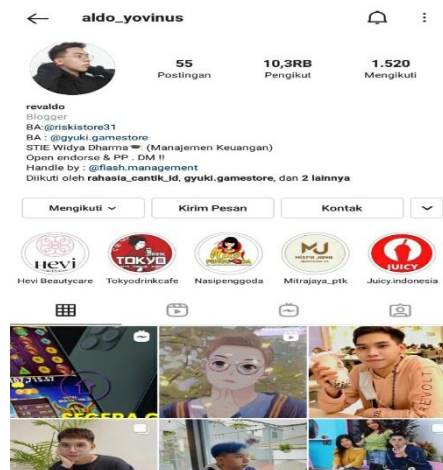 aldo_yovinus
55 10,3RB 1.520
Postingan Pengikut Mengikuti
revaldo
Blogger
BA:@riskistore31
BA : @gyuki.gamestore
STIE Widya Dharma (Manajemen Keuangan)
Open endorse & PP . DM !!
Handle by : @flash.management
Diikuti oleh rahasia_cantik_id, gyuki.gamestore, dan 2 lainnya
Mengikuti Kirim Pesan Kontak
Hevi TOKYO MJ JUICY
Hevi Beautycare Tokyodrinkcafe Nasipenggoda Mitrajaya_ptk Juicy.indonesia
SEGERA
REVOLT